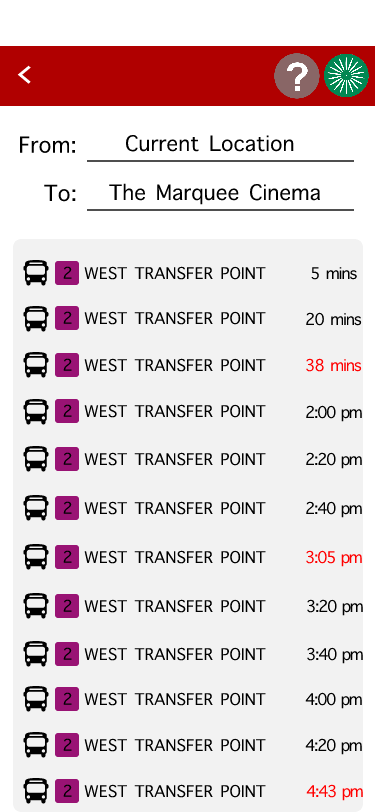 ?
From: Current Location
To: The Marquee Cinema
2 WEST TRANSFER POINT 5 mins
2 WEST TRANSFER POINT 20 mins
2 WEST TRANSFER POINT 38 mins
2 WEST TRANSFER POINT 2:00 pm
2 WEST TRANSFER POINT 2:20 pm
2 WEST TRANSFER POINT 2:40 pm
2 WEST TRANSFER POINT 3:05 pm
2 WEST TRANSFER POINT 3:20 pm
2 WEST TRANSFER POINT 3:40 pm
2 WEST TRANSFER POINT 4:00 pm
2 WEST TRANSFER POINT 4:20 pm
2 WEST TRANSFER POINT 4:43 pm